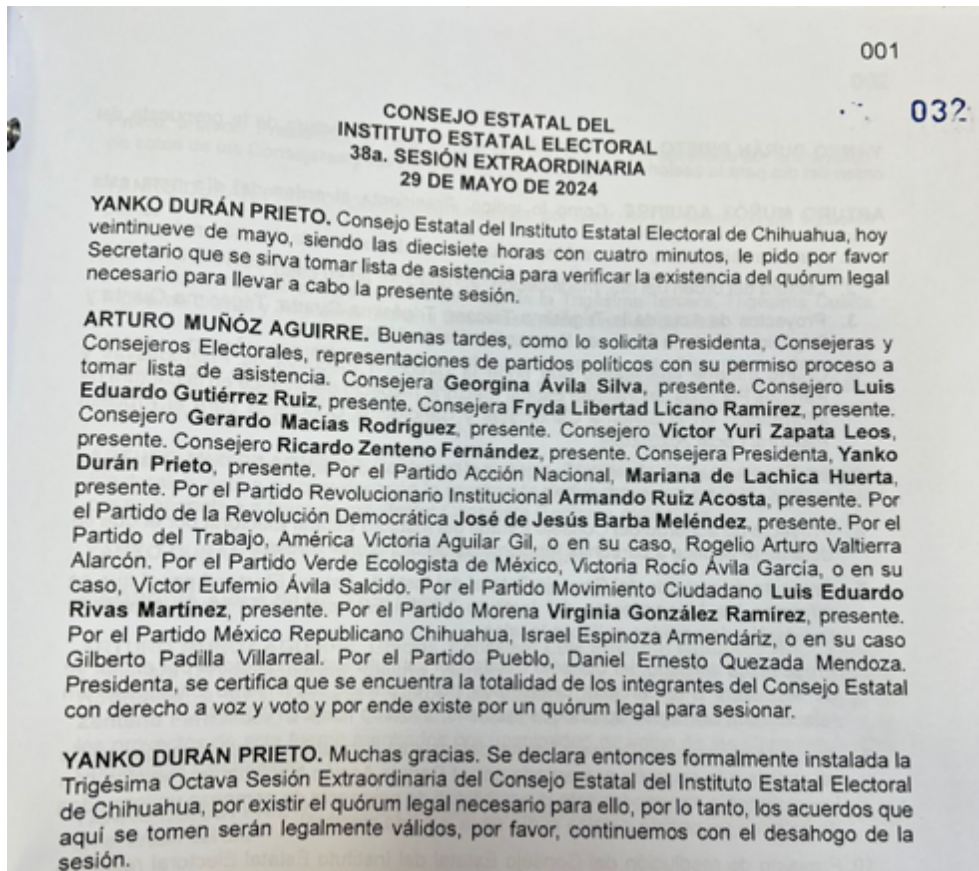 001
032
CONSEJO ESTATAL DEL
INSTITUTO ESTATAL ELECTORAL
38a. SESIÓN EXTRAORDINARIA
29 DE MAYO DE 2024
YANKO DURÁN PRIETO. Consejo Estatal del Instituto Estatal Electoral de Chihuahua, hoy
veintinueve de mayo, siendo las diecisiete horas con cuatro minutos, le pido por favor
Secretario que se sirva tomar lista de asistencia para verificar la existencia del quórum legal
necesario para llevar a cabo la presente sesión.
ARTURO MUÑÓZ AGUIRRE. Buenas tardes, como lo solicita Presidenta, Consejeras y
Consejeros Electorales, representaciones de partidos políticos con su permiso proceso a
tomar lista de asistencia. Consejera Georgina Ávila Silva, presente. Consejero Luis
Eduardo Gutiérrez Ruiz, presente. Consejera Fryda Libertad Licano Ramírez, presente.
Consejero Gerardo Macías Rodríguez, presente. Consejero Víctor Yuri Zapata Leos,
presente. Consejero Ricardo Zenteno Fernández, presente. Consejera Presidenta, Yanko
Durán Prieto, presente. Por el Partido Acción Nacional, Mariana de Lachica Huerta,
presente. Por el Partido Revolucionario Institucional Armando Ruiz Acosta, presente. Por
el Partido de la Revolución Democrática José de Jesús Barba Meléndez, presente. Por el
Partido del Trabajo, América Victoria Aguilar Gil, o en su caso, Rogelio Arturo Valtierra
Alarcón. Por el Partido Verde Ecologista de México, Victoria Rocío Ávila García, o en su
caso, Víctor Eufemio Ávila Salcido. Por el Partido Movimiento Ciudadano Luis Eduardo
Rivas Martínez, presente. Por el Partido Morena Virginia González Ramírez, presente.
Por el Partido México Republicano Chihuahua, Israel Espinoza Armendáriz, o en su caso
Gilberto Padilla Villarreal. Por el Partido Pueblo, Daniel Ernesto Quezada Mendoza.
Presidenta, se certifica que se encuentra la totalidad de los integrantes del Consejo Estatal
con derecho a voz y voto y por ende existe por un quórum legal para sesionar.
YANKO DURÁN PRIETO. Muchas gracias. Se declara entonces formalmente instalada la
Trigésima Octava Sesión Extraordinaria del Consejo Estatal del Instituto Estatal Electoral
de Chihuahua, por existir el quórum legal necesario para ello, por lo tanto, los acuerdos que
aquí se tomen serán legalmente válidos, por favor, continuemos con el desahogo de la
sesión.